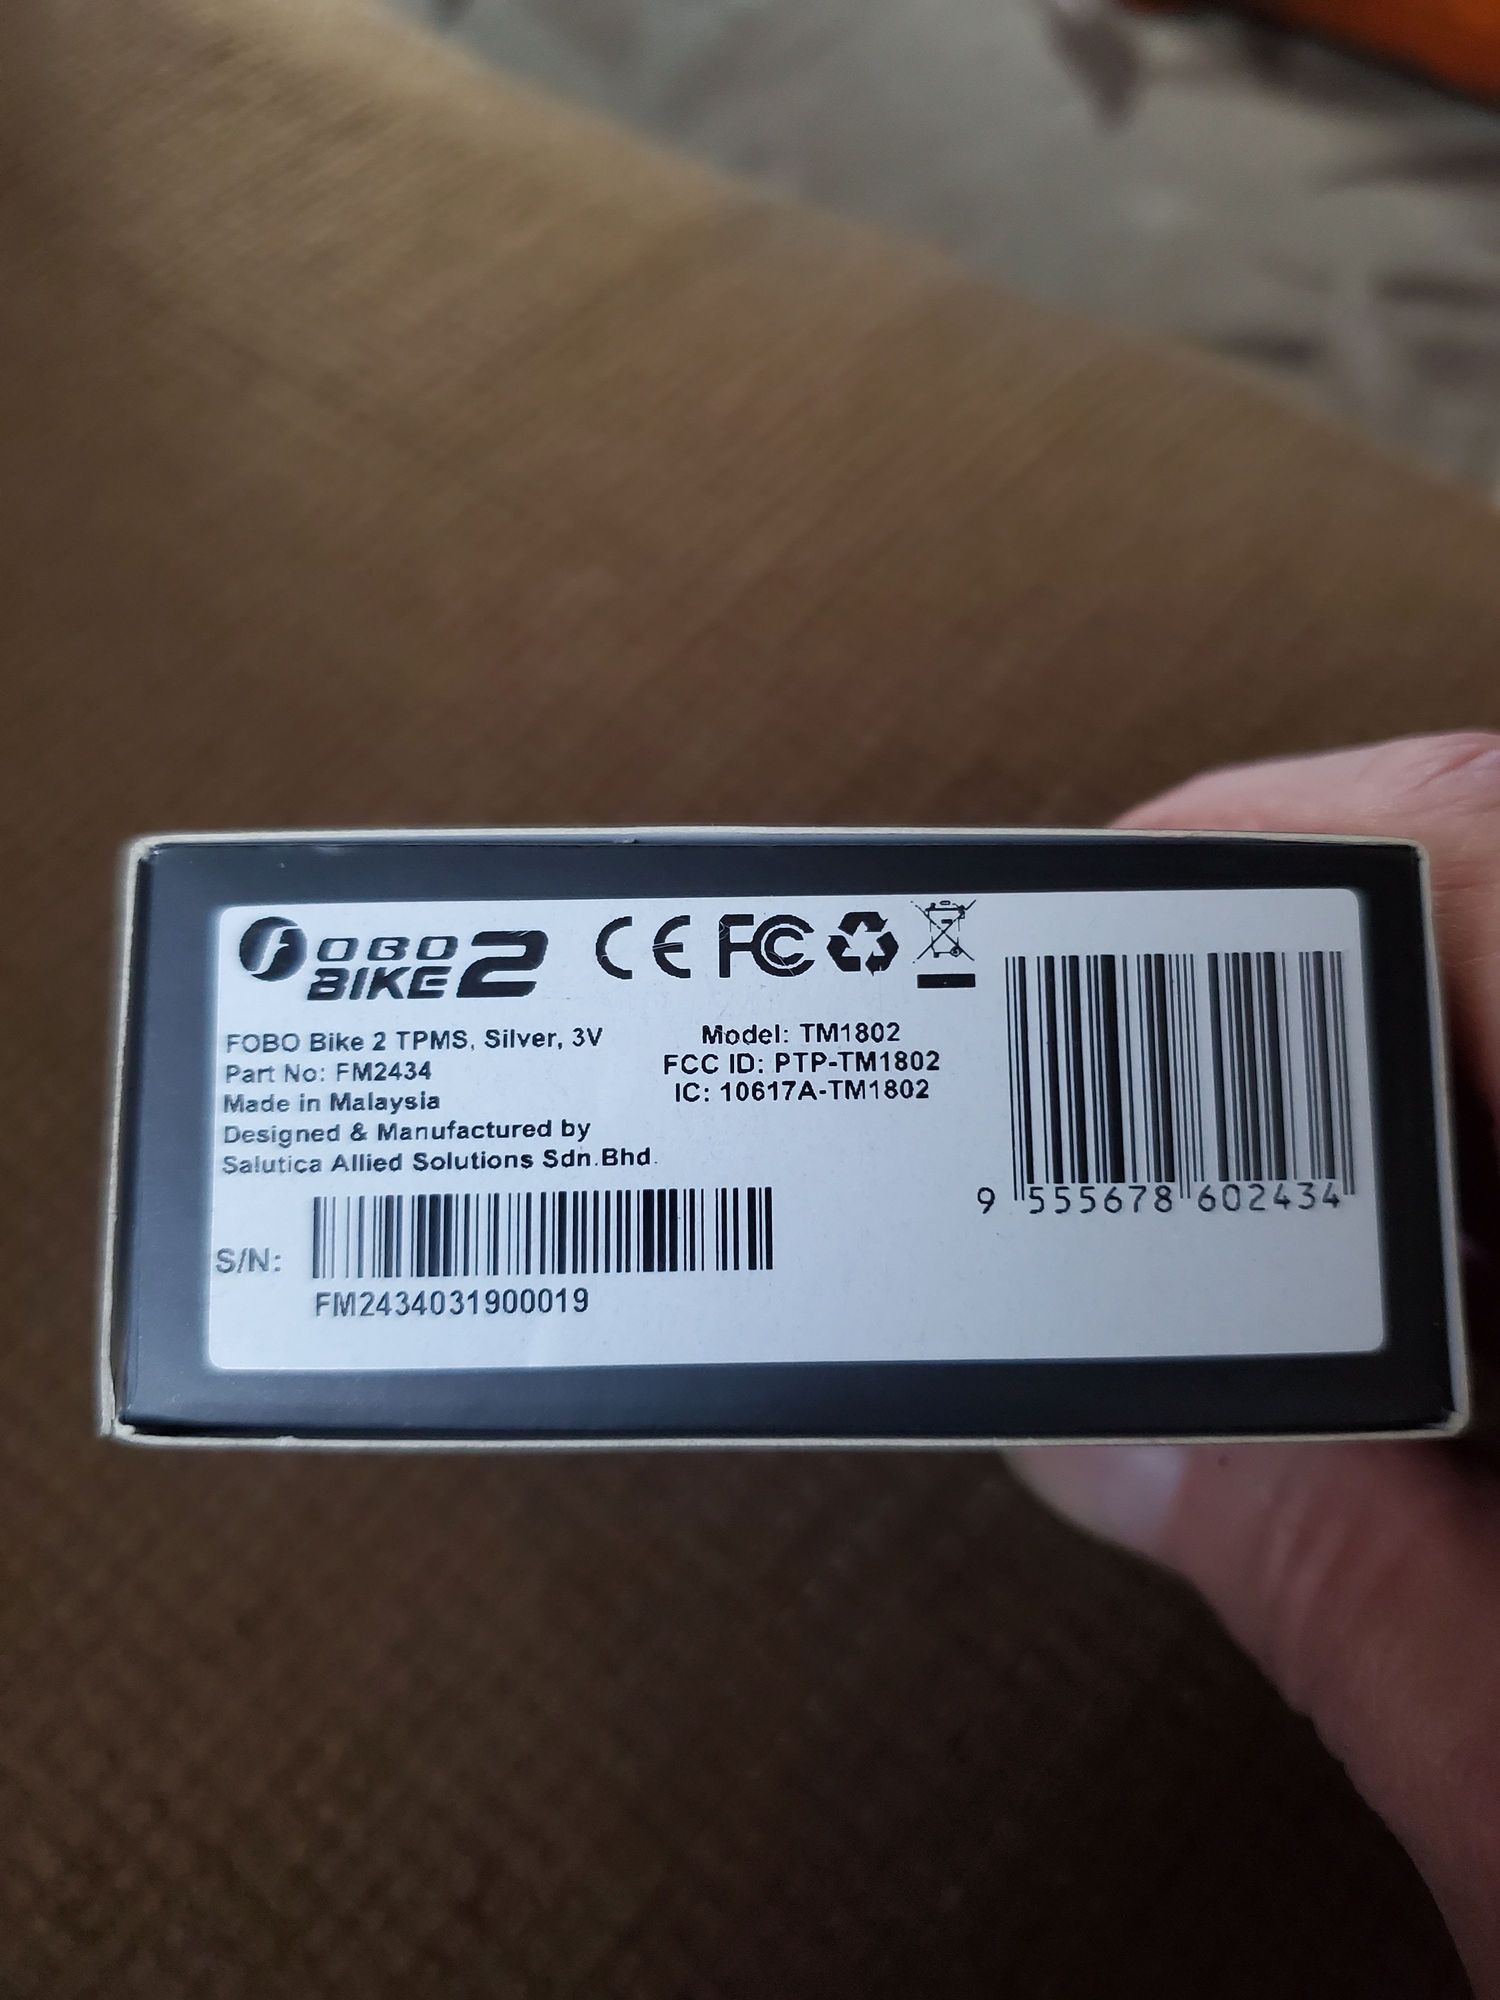 FOBO
BIKE 2
CE FC
FOBO Bike 2 TPMS, Silver, 3V
Part No: FM2434
Made in Malaysia
Designed & Manufactured by
Salutica Allied Solutions Sdn.Bhd.
Model: TM1802
FCC ID: PTP-TM1802
IC: 10617A-TM1802
S/N:
FM2434031900019
9 555678 602434